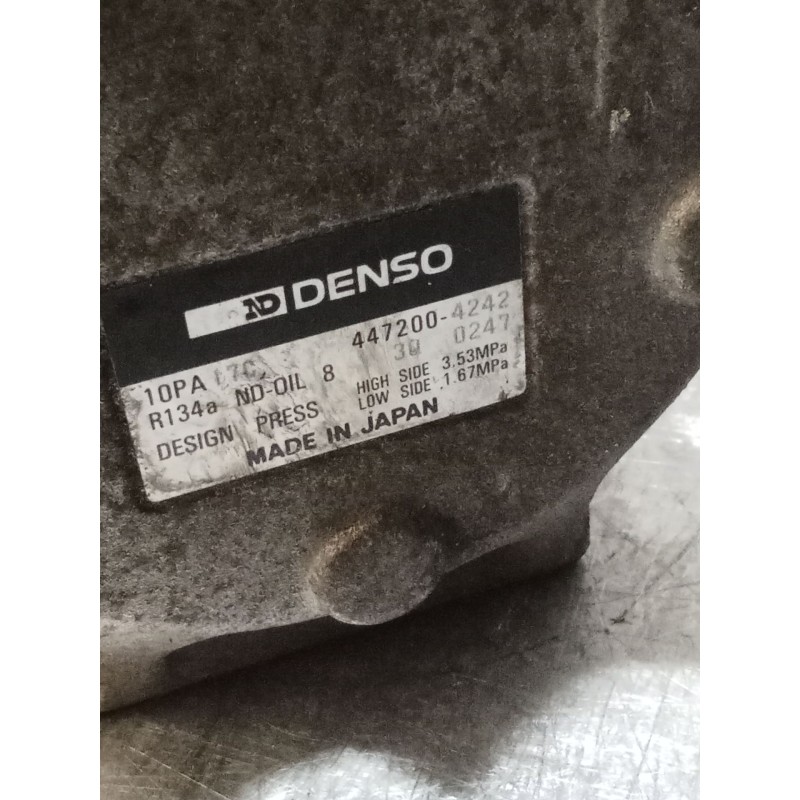 ND DENSO
447200-4242
10PA17C 30 0247
R134a ND-OIL 8 HIGH SIDE 3.53MPa
DESIGN PRESS LOW SIDE 1.67MPa
MADE IN JAPAN